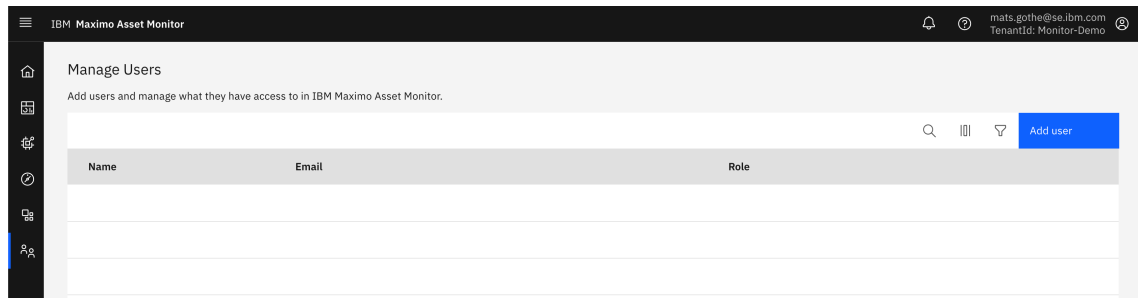 IBM Maximo Asset Monitor
mats.gothe@se.ibm.com
TenantId: Monitor-Demo
Manage Users
Add users and manage what they have access to in IBM Maximo Asset Monitor.
Add user
Name Email Role